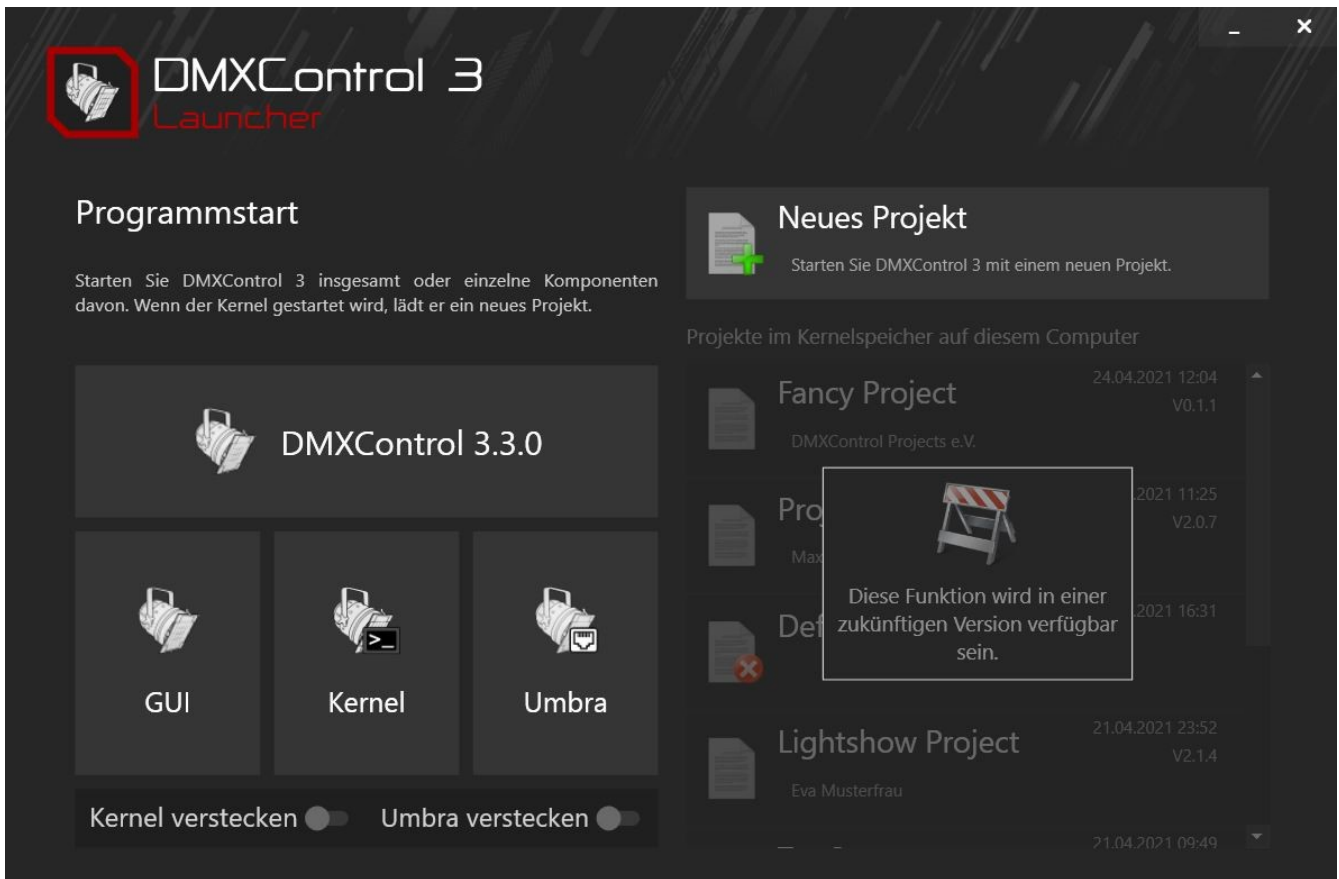 DMXControl 3
Launcher
Programmstart
Starten Sie DMXControl 3 insgesamt oder einzelne Komponenten
davon. Wenn der Kernel gestartet wird, lädt er ein neues Projekt.
DMXControl 3.3.0
GUI
Kernel
Umbra
Kernel verstecken
Umbra verstecken
Neues Projekt
Starten Sie DMXControl 3 mit einem neuen Projekt.
Projekte im Kernelspeicher auf diesem Computer
Fancy Project
24.04.2021 12:04
V0.1.1
DMXControl Projects e.V.
Pro
.2021 11:25
V2.0.7
Max
Def
.2021 16:31
Diese Funktion wird in einer
zukünftigen Version verfügbar
sein.
Lightshow Project
21.04.2021 23:52
V2.1.4
Eva Musterfrau
21.04.2021 09:49